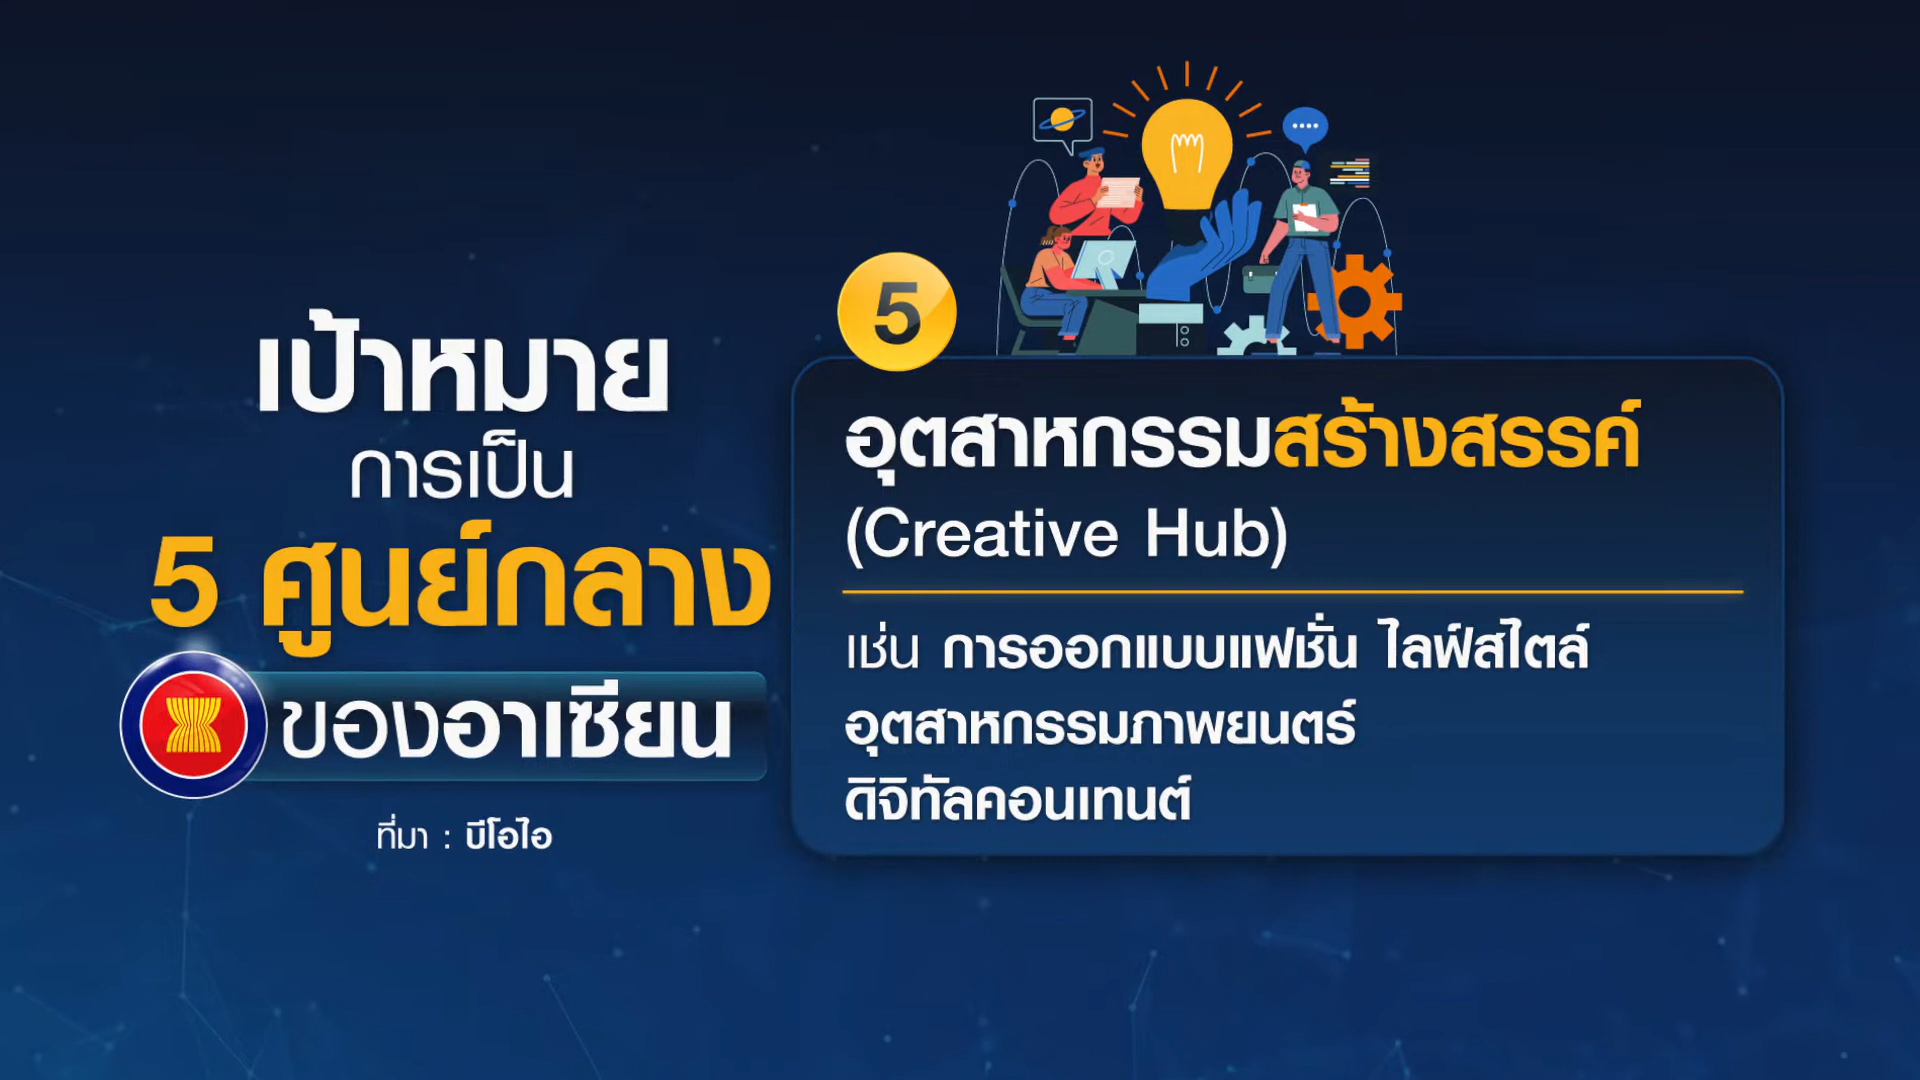 เป้าหมาย
การเป็น
5 ศูนย์กลาง
ของอาเซียน
ที่มา : บีโอไอ
5
อุตสาหกรรมสร้างสรรค์
(Creative Hub)
เช่น การออกแบบแฟชั่น ไลฟ์สไตล์
อุตสาหกรรมภาพยนตร์
ดิจิทัลคอนเทนต์